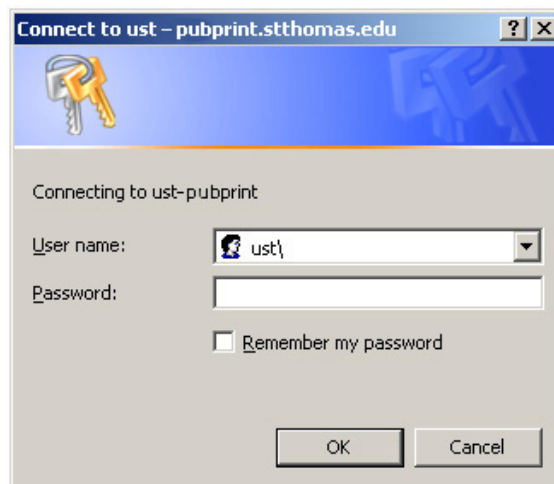 Connect to ust – pubprint.stthomas.edu
Connecting to ust-pubprint
User name:
ust\
Password:
Remember my password
OK
Cancel